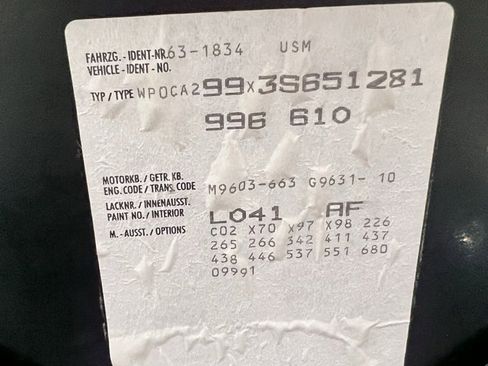 FAHRZG.-IDENT-NR. 63-1834 USM
VEHICLE-IDENT-NO.
TYP/TYPE WP0CA299X3S651281
996 610
MOTORKB./GETR.KB. M9603-663 G9631-10
ENG.CODE/TRANS.CODE
LACKNR./INNENAUSST. L041 AF
PAINT NO./INTERIOR
M.-AUSST./OPTIONS C02 X70 X97 X98 226
265 266 342 411 437
438 446 537 551 680
09991